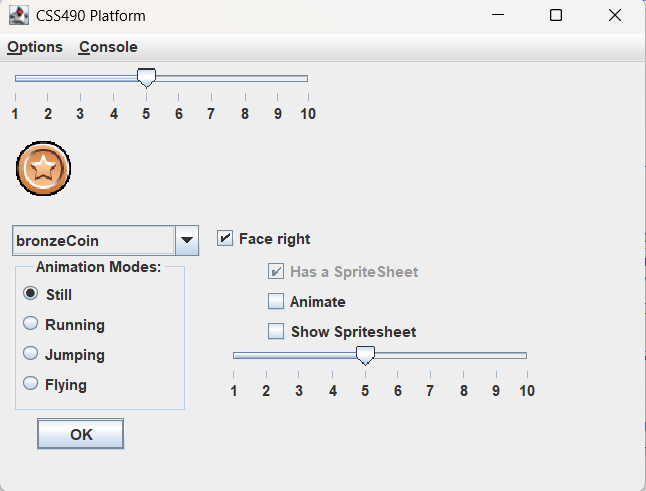 CSS490 Platform
Options Console
1 2 3 4 5 6 7 8 9 10
bronzeCoin
Face right
Animation Modes:
Has a SpriteSheet
Still
Animate
Running
Show Spritesheet
Jumping
Flying
1 2 3 4 5 6 7 8 9 10
OK